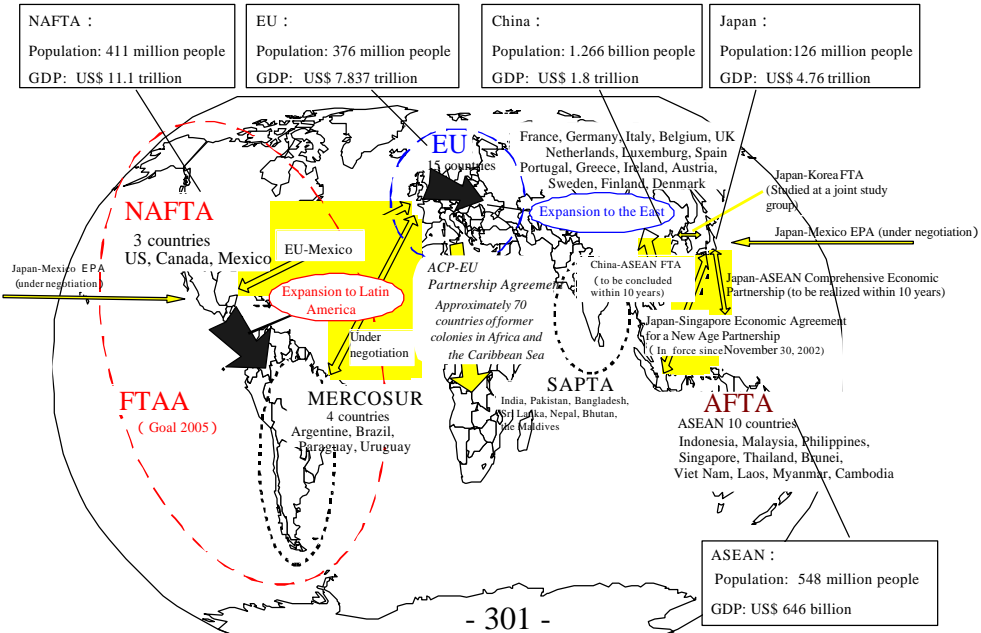 NAFTA :
Population: 411 million people
GDP: US$ 11.1 trillion
EU :
Population: 376 million people
GDP: US$ 7.837 trillion
China :
Population: 1.266 billion people
GDP: US$ 1.8 trillion
Japan :
Population:126 million people
GDP: US$ 4.76 trillion
EU
15 countries
France, Germany, Italy, Belgium, UK
Netherlands, Luxemburg, Spain
Portugal, Greece, Ireland, Austria,
Sweden, Finland, Denmark
Expansion to the East
Japan-Korea FTA
(Studied at a joint study
group)
Japan-Mexico EPA (under negotiation)
NAFTA
3 countries
US, Canada, Mexico
EU-Mexico
Japan-Mexico EPA
(under negotiation)
Expansion to Latin
America
Under
negotiation
ACP-EU
Partnership Agreement
Approximately 70
countries of former
colonies in Africa and
the Caribbean Sea
China-ASEAN FTA
(to be concluded
within 10 years)
Japan-ASEAN Comprehensive Economic
Partnership (to be realized within 10 years)
Japan-Singapore Economic Agreement
for a New Age Partnership
(In force sinceNovember 30, 2002)
FTAA
(Goal 2005)
MERCOSUR
4 countries
Argentine, Brazil,
Paraguay, Uruguay
SAPTA
India, Pakistan, Bangladesh,
Sri Lanka, Nepal, Bhutan,
the Maldives
AFTA
ASEAN 10 countries
Indonesia, Malaysia, Philippines,
Singapore, Thailand, Brunei,
Viet Nam, Laos, Myanmar, Cambodia
ASEAN :
Population: 548 million people
GDP: US$ 646 billion
- 301 -